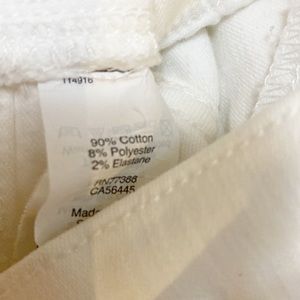 114916
90% Cotton
8% Polyester
2% Elastane
RN77388
CA56445
Made